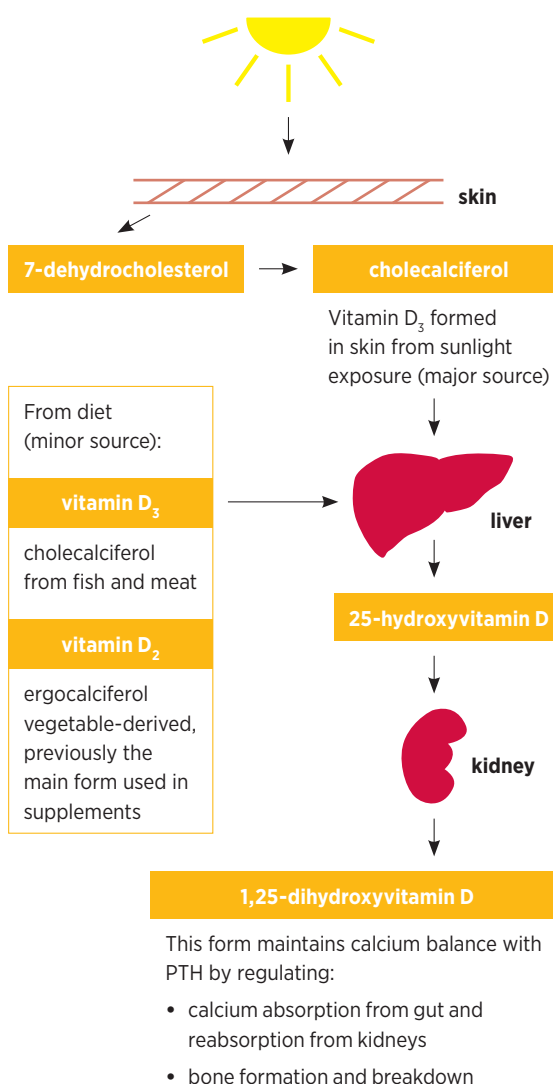 skin
7-dehydrocholesterol
cholecalciferol
Vitamin D₃ formed
in skin from sunlight
exposure (major source)
From diet
(minor source):
vitamin D₃
cholecalciferol
from fish and meat
vitamin D₂
ergocalciferol
vegetable-derived,
previously the
main form used in
supplements
liver
25-hydroxyvitamin D
kidney
1,25-dihydroxyvitamin D
This form maintains calcium balance with
PTH by regulating:
• calcium absorption from gut and
reabsorption from kidneys
• bone formation and breakdown